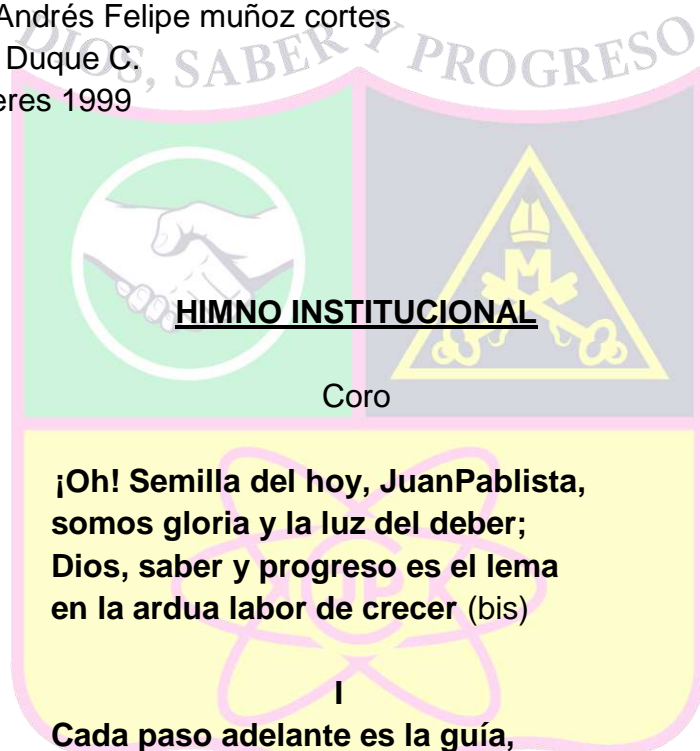 Andrés Felipe muñoz cortes
DIOS, SABER Y PROGRESO
Duque C.
eres 1999
M
HIMNO INSTITUCIONAL
Coro
¡Oh! Semilla del hoy, JuanPablista,
somos gloria y la luz del deber;
Dios, saber y progreso es el lema
en la ardua labor de crecer (bis)
I
Cada paso adelante es la guía,